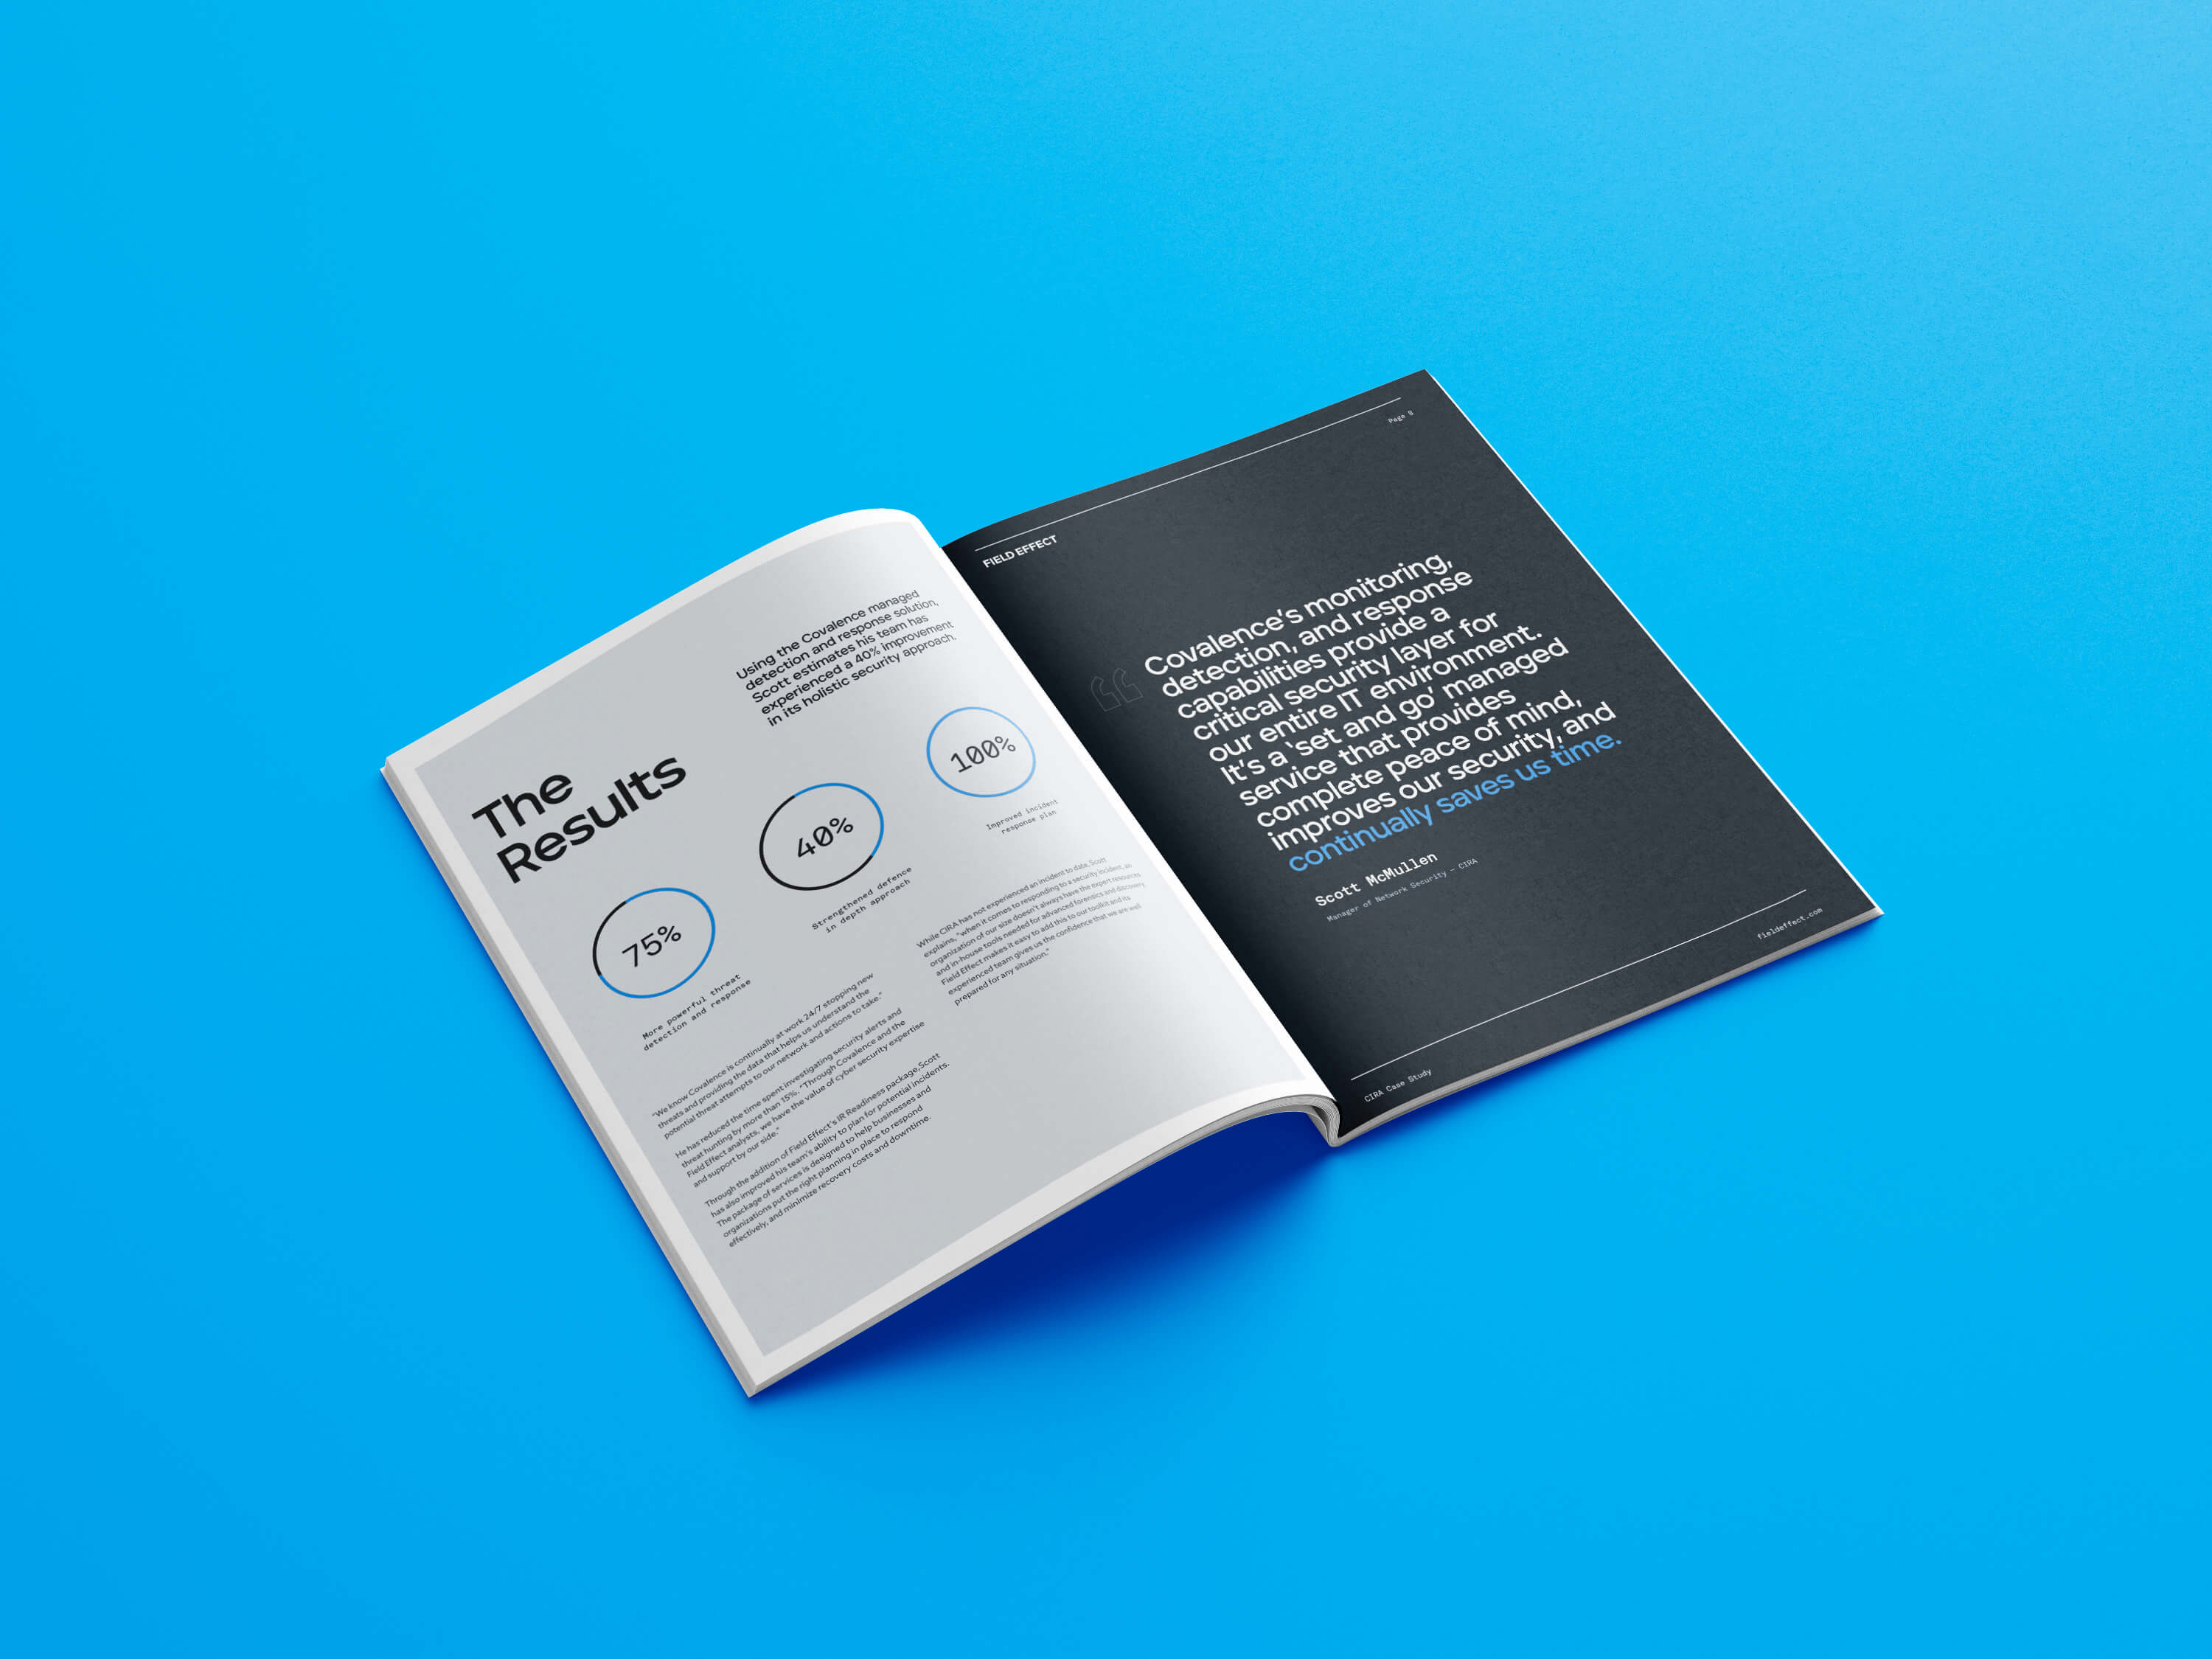 The
Results
Using the Covalence managed
detection and response solution,
Scott estimates his team has
experienced a 40% improvement
in its holistic security approach.
75%
More powerful threat
detection and response
40%
Strengthened defence
in depth approach
100%
Improved incident
response plan
"We know Covalence is continually at work 24/7 stopping new
threats and providing the data that helps us understand the
potential threat attempts to our network and actions to take."
He has reduced the time spent investigating security alerts and
threat hunting by more than 15%. "Through Covalence and the
Field Effect analysts, we have the value of cyber security expertise
and support by our side."
Through the addition of Field Effect's IR Readiness package, Scott
has also improved his team's ability to plan for potential incidents.
The package of services is designed to help businesses and
organizations put the right planning in place to respond
effectively, and minimize recovery costs and downtime.
While CIRA has not experienced an incident to date, Scott
explains, "when it comes to responding to a security incident, an
organization of our size doesn't always have the expert resources
and in-house tools needed for advanced forensics and discovery.
Field Effect makes it easy to add this to our toolkit and its
experienced team gives us the confidence that we are well
prepared for any situation."
FIELD EFFECT
Page 8
“
Covalence's monitoring,
detection, and response
capabilities provide a
critical security layer for
our entire IT environment.
It's a 'set and go' managed
service that provides
complete peace of mind,
improves our security, and
continually saves us time.
Scott McMullen
Manager of Network Security – CIRA
CIRA Case Study
fieldeffect.com